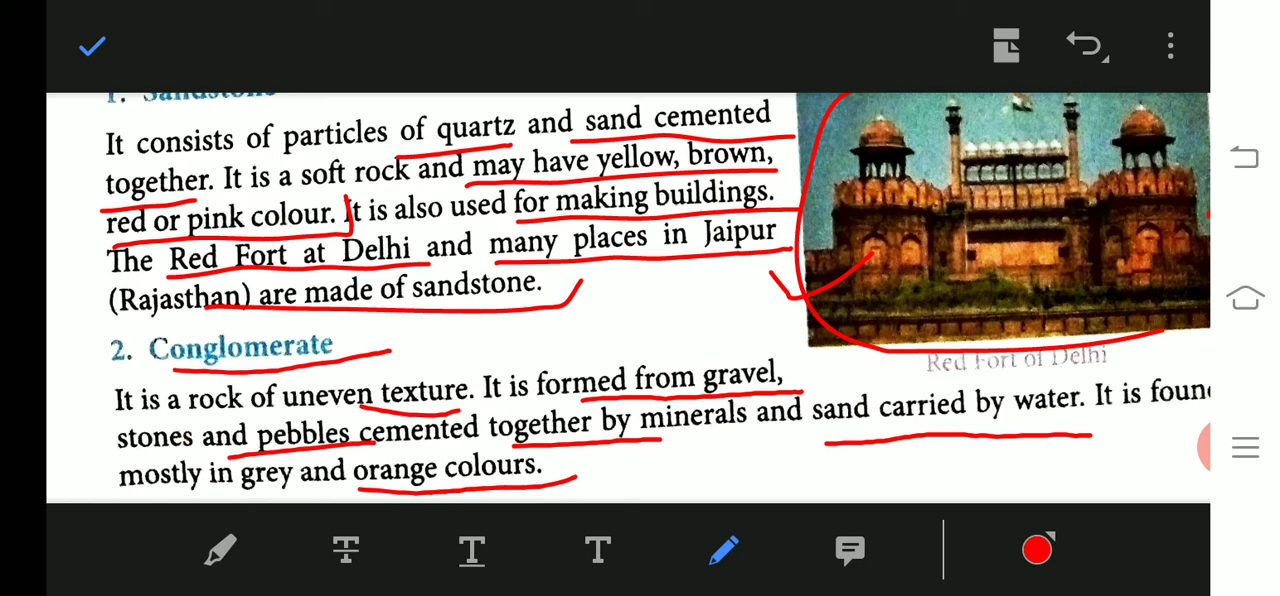 1. Sandstone
It consists of particles of quartz and sand cemented
together. It is a soft rock and may have yellow, brown,
red or pink colour. It is also used for making buildings.
The Red Fort at Delhi and many places in Jaipur
(Rajasthan) are made of sandstone.
Red Fort of Delhi
2. Conglomerate
It is a rock of uneven texture. It is formed from gravel,
stones and pebbles cemented together by minerals and sand carried by water. It is foun
mostly in grey and orange colours.